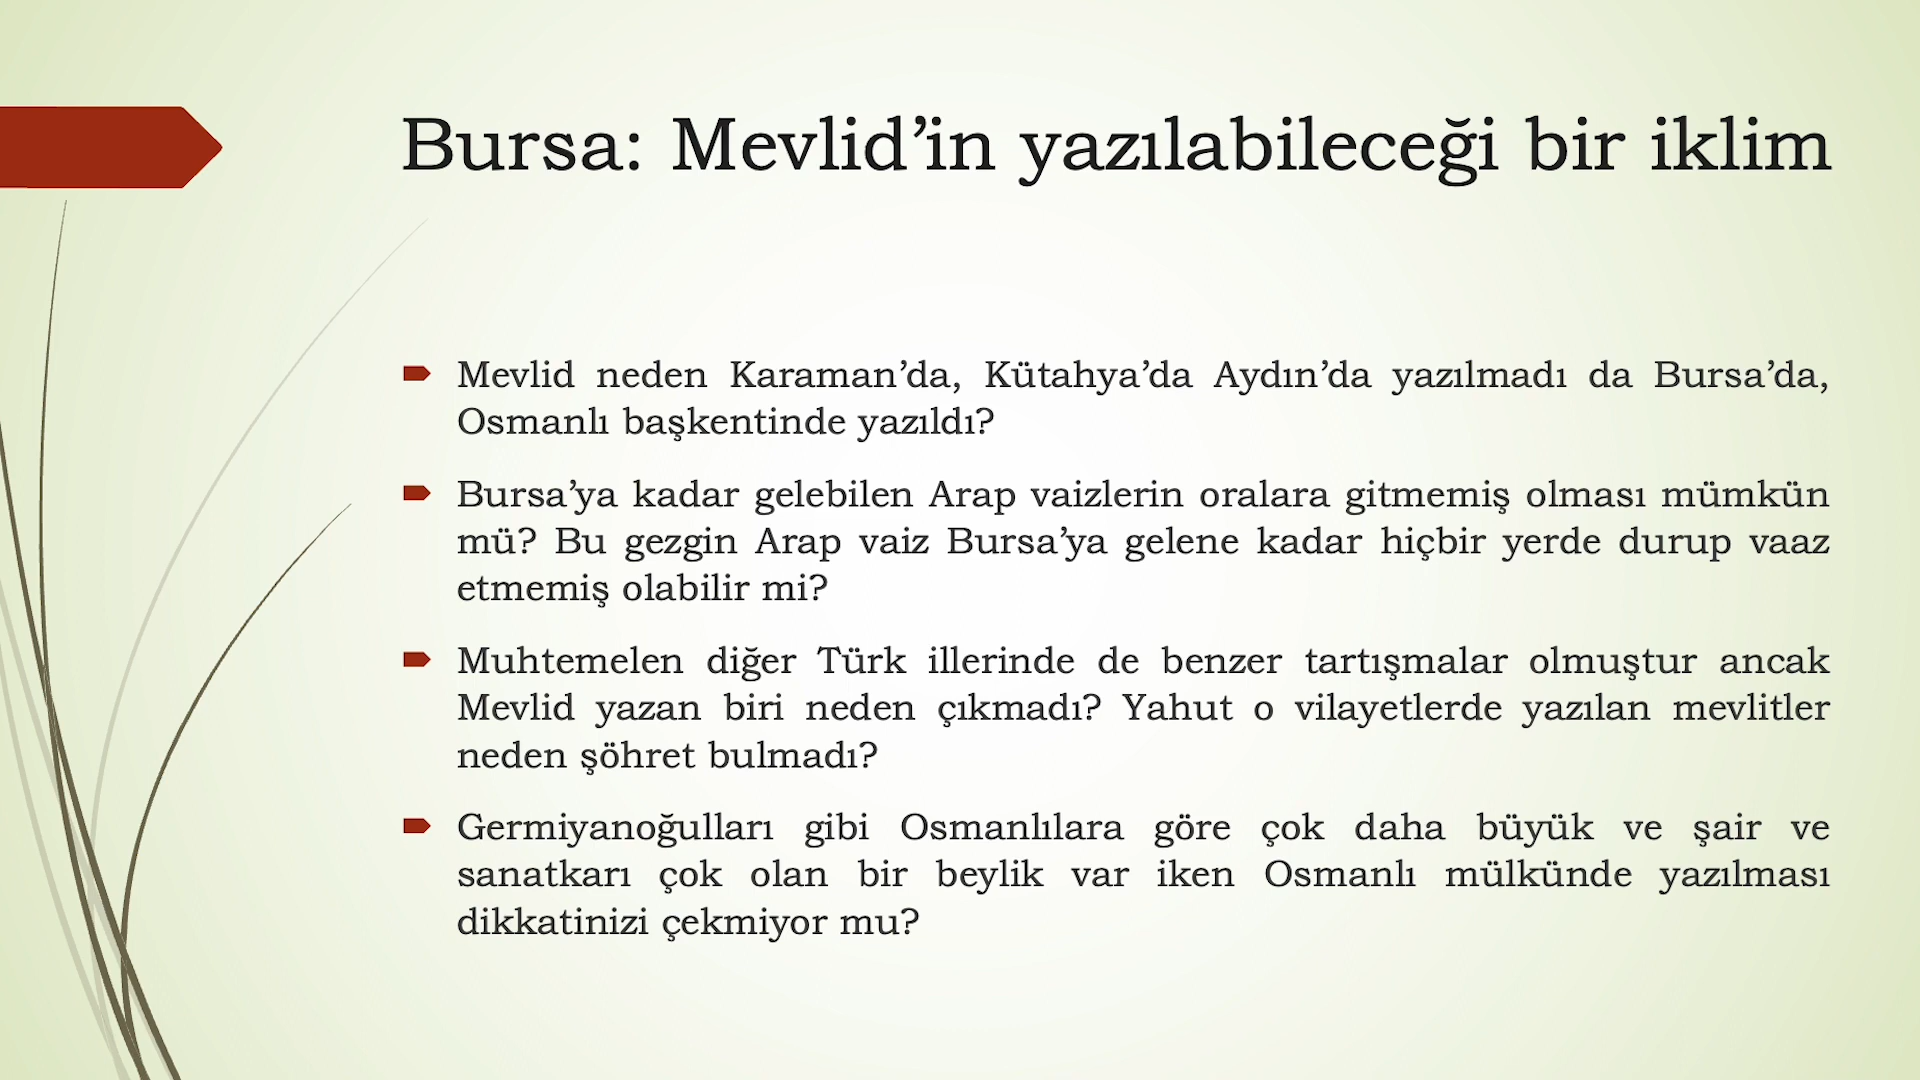 Bursa: Mevlid’in yazılabileceği bir iklim
Mevlid neden Karaman’da, Kütahya’da Aydın’da yazılmadı da Bursa’da,
Osmanlı başkentinde yazıldı?
Bursa’ya kadar gelebilen Arap vaizlerin oralara gitmemiş olması mümkün
mü? Bu gezgin Arap vaiz Bursa’ya gelene kadar hiçbir yerde durup vaaz
etmemiş olabilir mi?
Muhtemelen diğer Türk illerinde de benzer tartışmalar olmuştur ancak
Mevlid yazan biri neden çıkmadı? Yahut o vilayetlerde yazılan mevlitler
neden şöhret bulmadı?
Germiyanoğulları gibi Osmanlılara göre çok daha büyük ve şair ve
sanatkarı çok olan bir beylik var iken Osmanlı mülkünde yazılması
dikkatinizi çekmiyor mu?